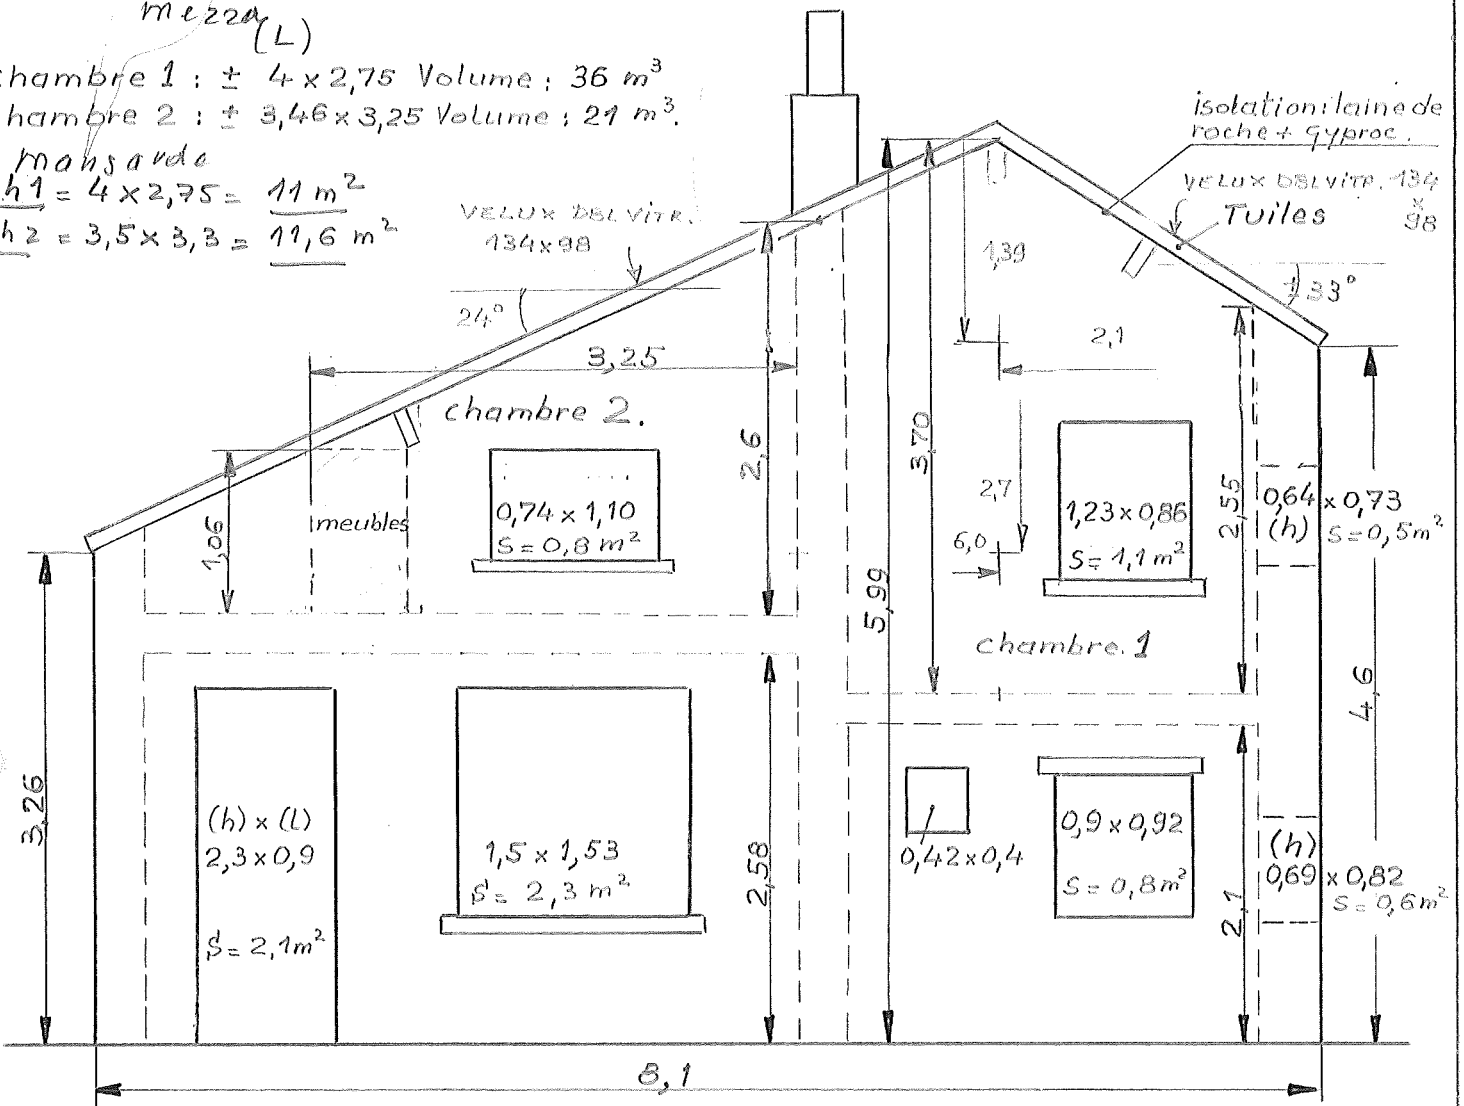 mezza
(L)
chambre 1 : ± 4 x 2,75 Volume : 36 m³
hambre 2 : ± 3,46 x 3,25 Volume : 21 m³.
mansarde
h1 = 4 x 2,75 = 11 m²
h2 = 3,5 x 3,3 = 11,6 m²
isolation: laine de
roche + gyproc.
VELUX DBL VITR. 134
x
98
Tuiles
VELUX DBL VITR.
134x98
1,39
24°
±33°
3,25
2,1
chambre 2.
2,6
3,70
2,7
2,55
1,06
meubles
0,74 x 1,10
S = 0,8 m²
1,23 x 0,86
S = 1,1 m²
0,64 x 0,73
(h) S = 0,5 m²
6,0
5,99
chambre. 1
4,6
3,26
(h) x (l)
2,3 x 0,9
S = 2,1 m²
1,5 x 1,53
S = 2,3 m²
2,58
0,42 x 0,4
0,9 x 0,92
S = 0,8 m²
2,1
(h)
0,69 x 0,82
S = 0,6 m²
8,1